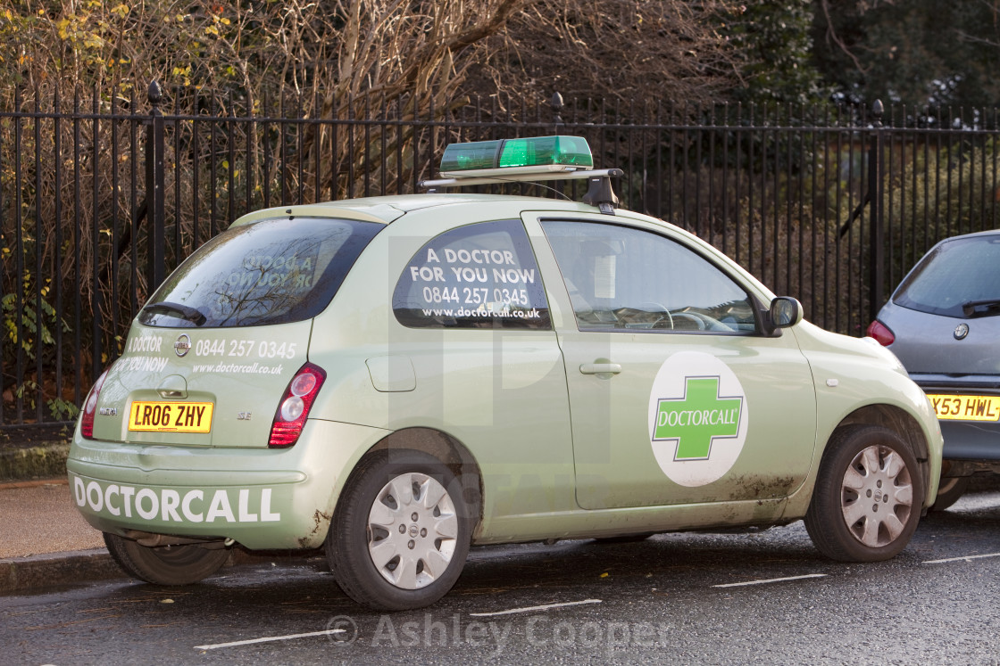 A DOCTOR
FOR YOU NOW
0844 257 0345
www.doctorcall.co.uk
A DOCTOR
FOR YOU NOW
0844 257 0345
www.doctorcall.co.uk
LR06 ZHY
DOCTORCALL
DOCTORCALL
X53 HWL
© Ashley Cooper